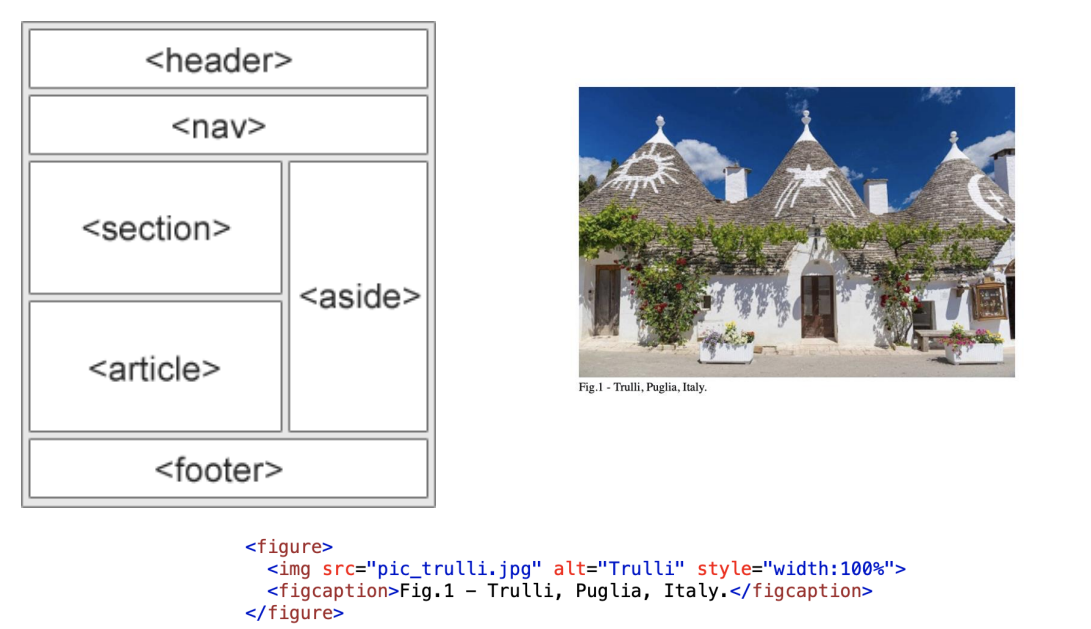 <header>
<nav>
<section>
<aside>
<article>
<footer>
Fig.1 - Trulli, Puglia, Italy.
<figure>
<img src="pic_trulli.jpg" alt="Trulli" style="width:100%">
<figcaption>Fig.1 - Trulli, Puglia, Italy.</figcaption>
</figure>